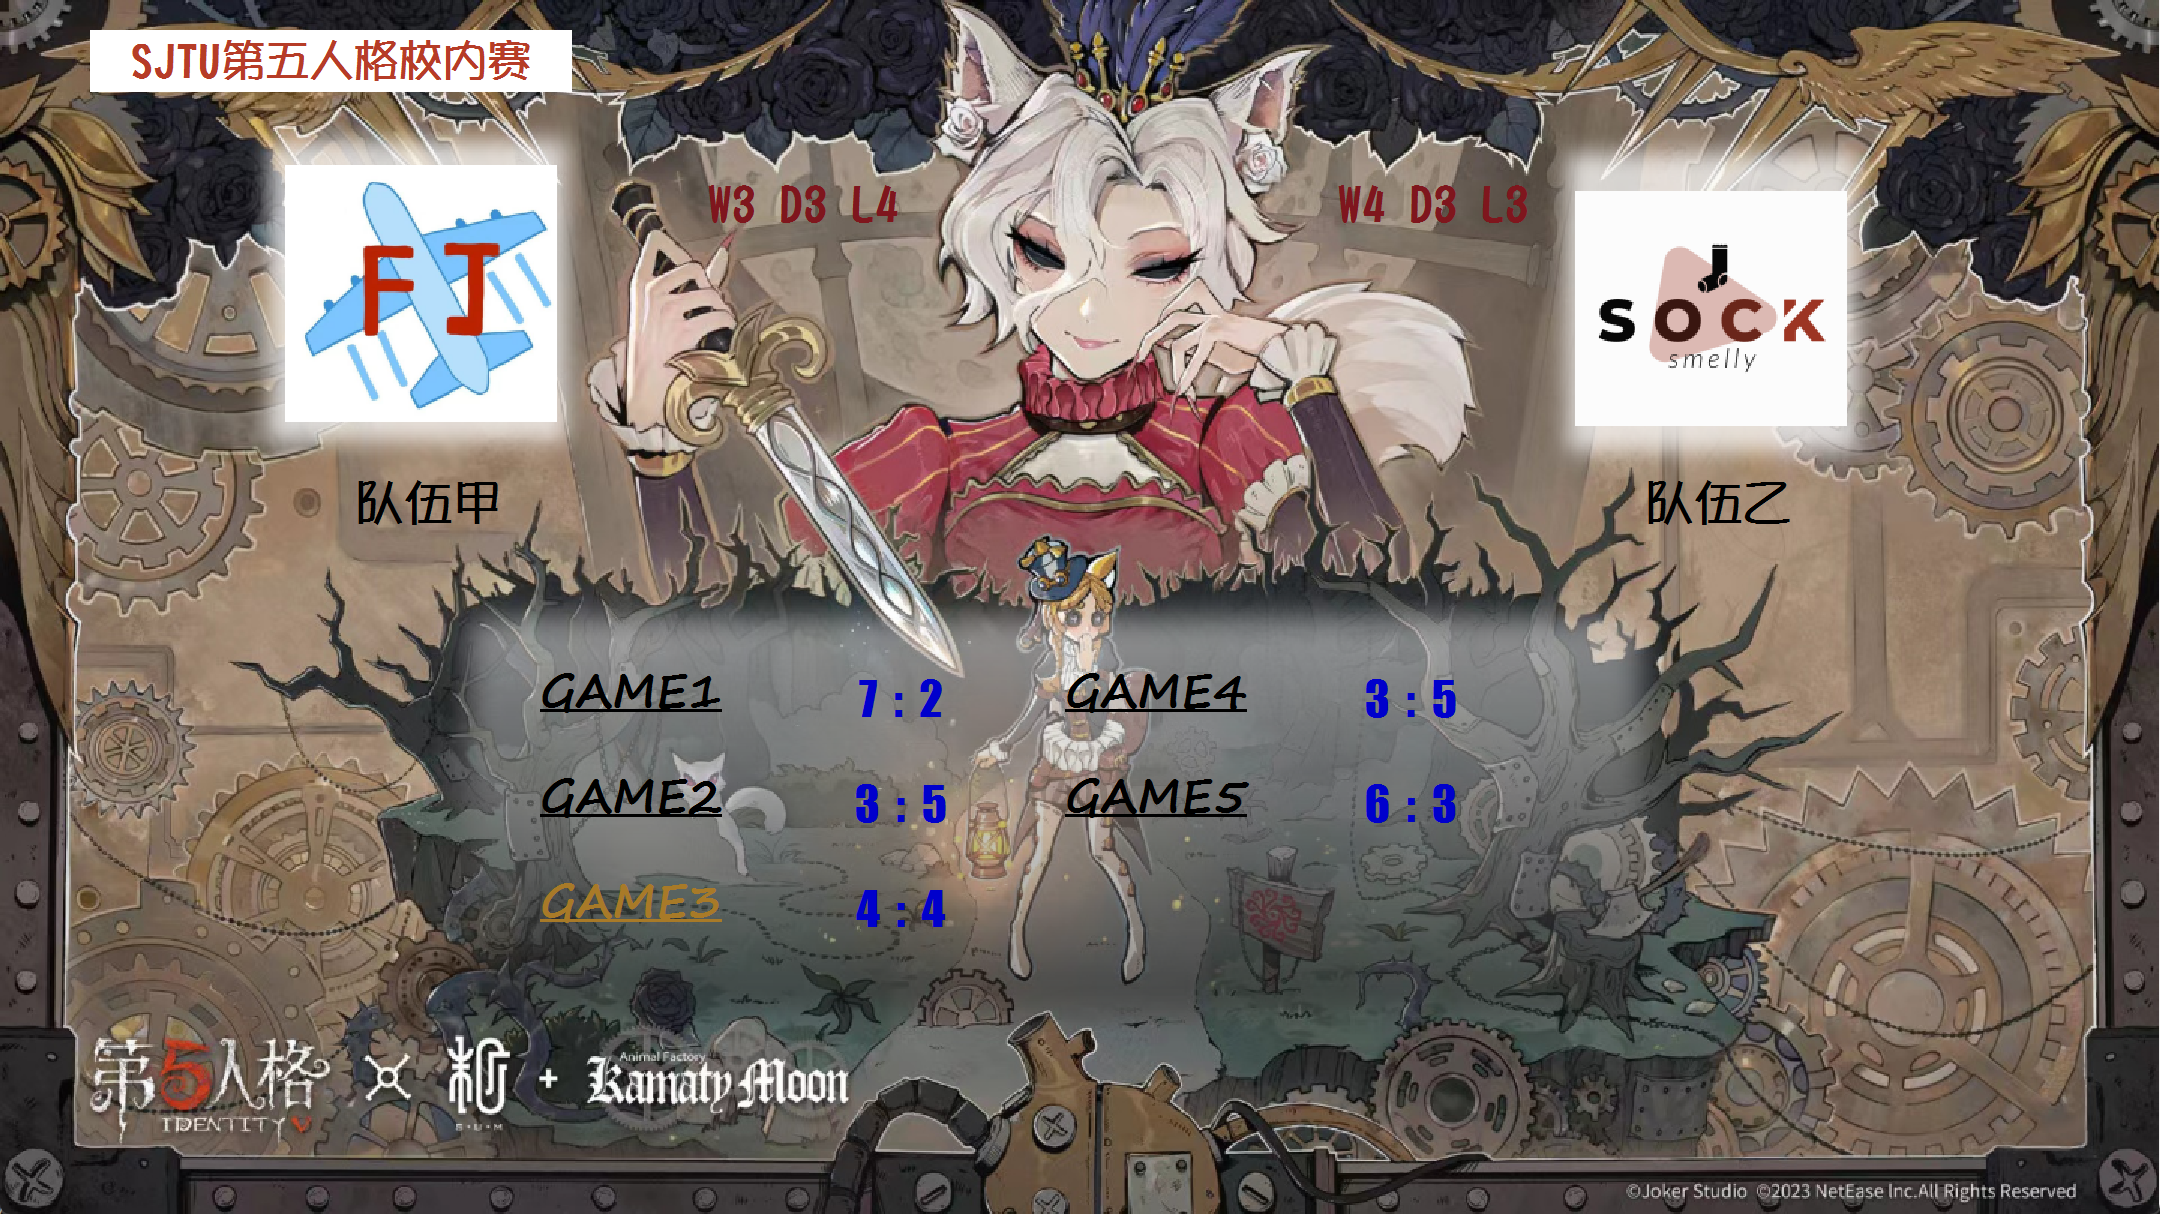 SJTU第五人格校内赛
W3 D3 L4
W4 D3 L3
FJ
SOCK
smelly
队伍甲
队伍乙
GAME1 7 : 2
GAME4 3 : 5
GAME2 3 : 5
GAME5 6 : 3
GAME3 4 : 4
第5人格
IDENTITY V
+
Animal Factory
Kamaty Moon
©Joker Studio ©2023 NetEase Inc.All Rights Reserved